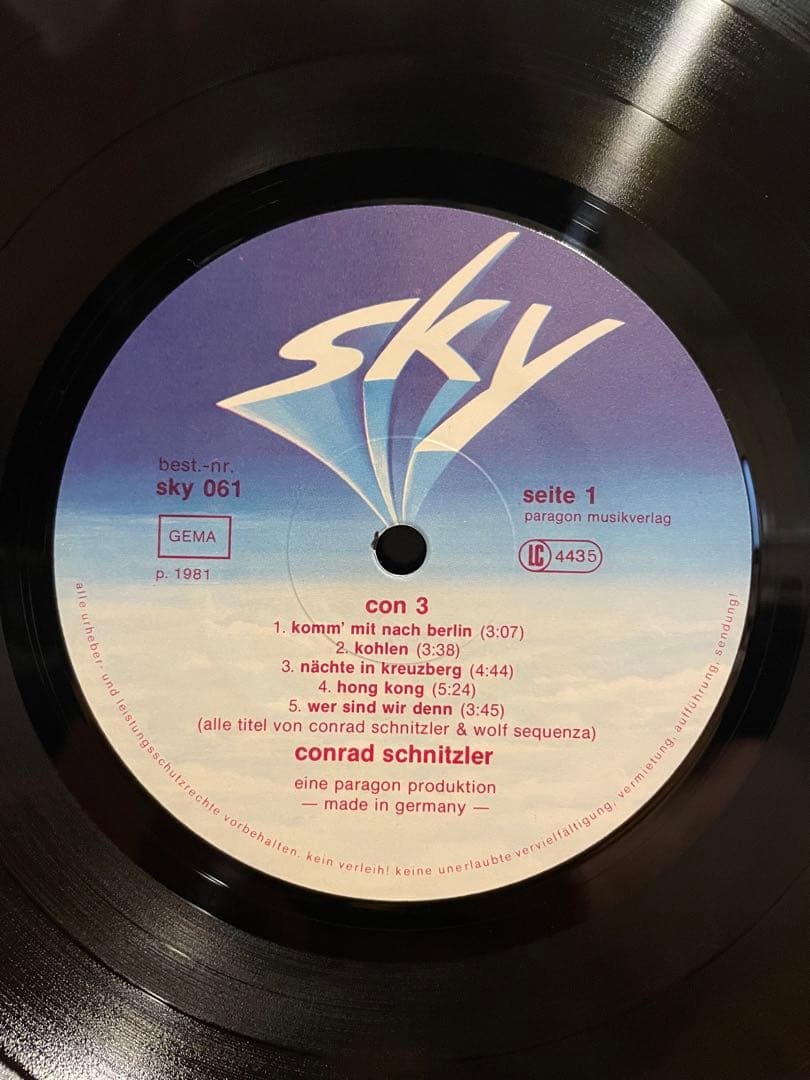 sky
best.-nr.
sky 061
GEMA
p. 1981
seite 1
paragon musikverlag
LC 4435
con 3
1. komm' mit nach berlin (3:07)
2. kohlen (3:38)
3. nächte in kreuzberg (4:44)
4. hong kong (5:24)
5. wer sind wir denn (3:45)
(alle titel von conrad schnitzler & wolf sequenza)
conrad schnitzler
eine paragon produktion
— made in germany —
alle urheber- und leistungsschutzrechte vorbehalten. kein verleih! keine unerlaubte vervielfältigung, vermietung, aufführung, sendung!